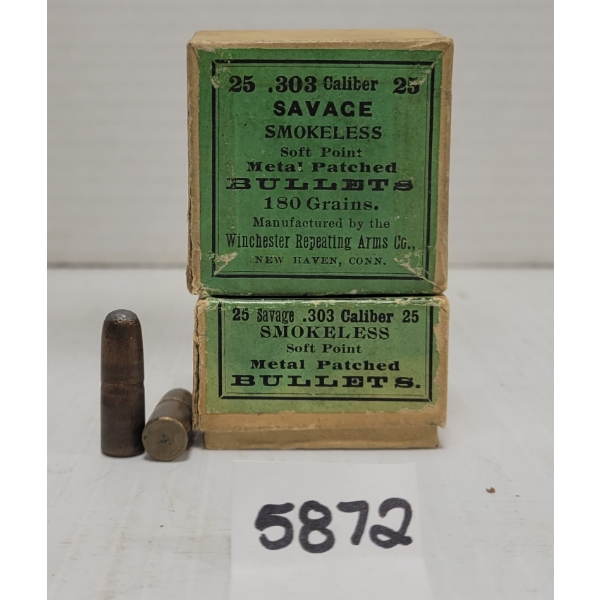 25 .303 Caliber 25
SAVAGE
SMOKELESS
Soft Point
Metal Patched
BULLETS
180 Grains.
Manufactured by the
Winchester Repeating Arms Co.,
NEW HAVEN, CONN.
25 Savage .303 Caliber 25
SMOKELESS
Soft Point
Metal Patched
BULLETS.
5872